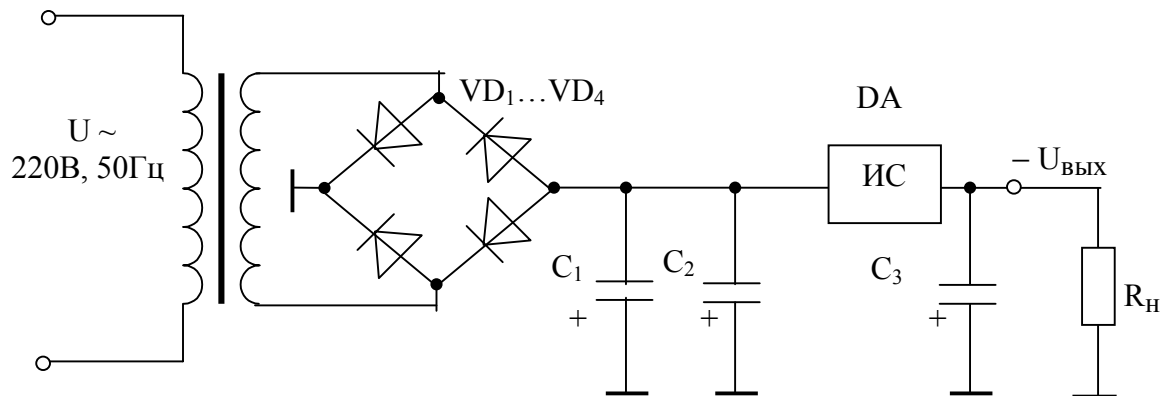 VD₁…VD₄
DA
U ~
220В, 50Гц
ИС
– Uвых
C₁
C₂
C₃
+
+
+
Rн